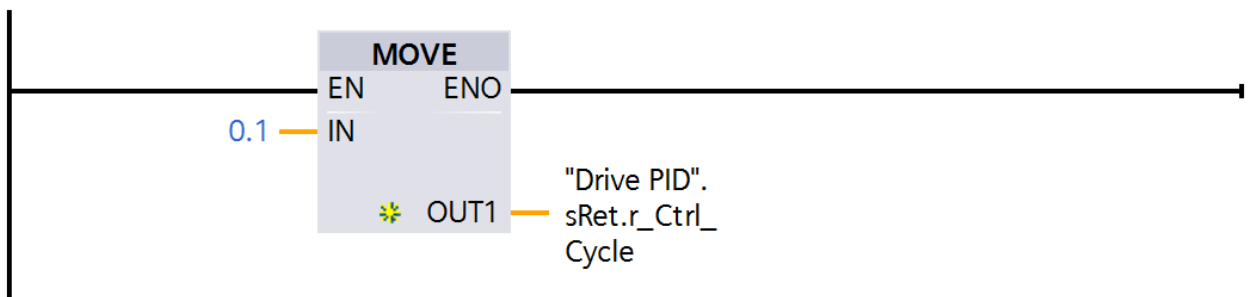 MOVE
EN ENO
0.1 IN
OUT1
"Drive PID".
sRet.r_Ctrl_
Cycle